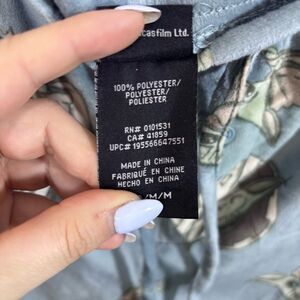 casfilm Ltd.
100% POLYESTER/
POLYESTER/
POLIESTER
RN# 0101531
CA# 41859
UPC# 195566647551
MADE IN CHINA
FABRIQUÉ EN CHINE
HECHO EN CHINA
/M/M